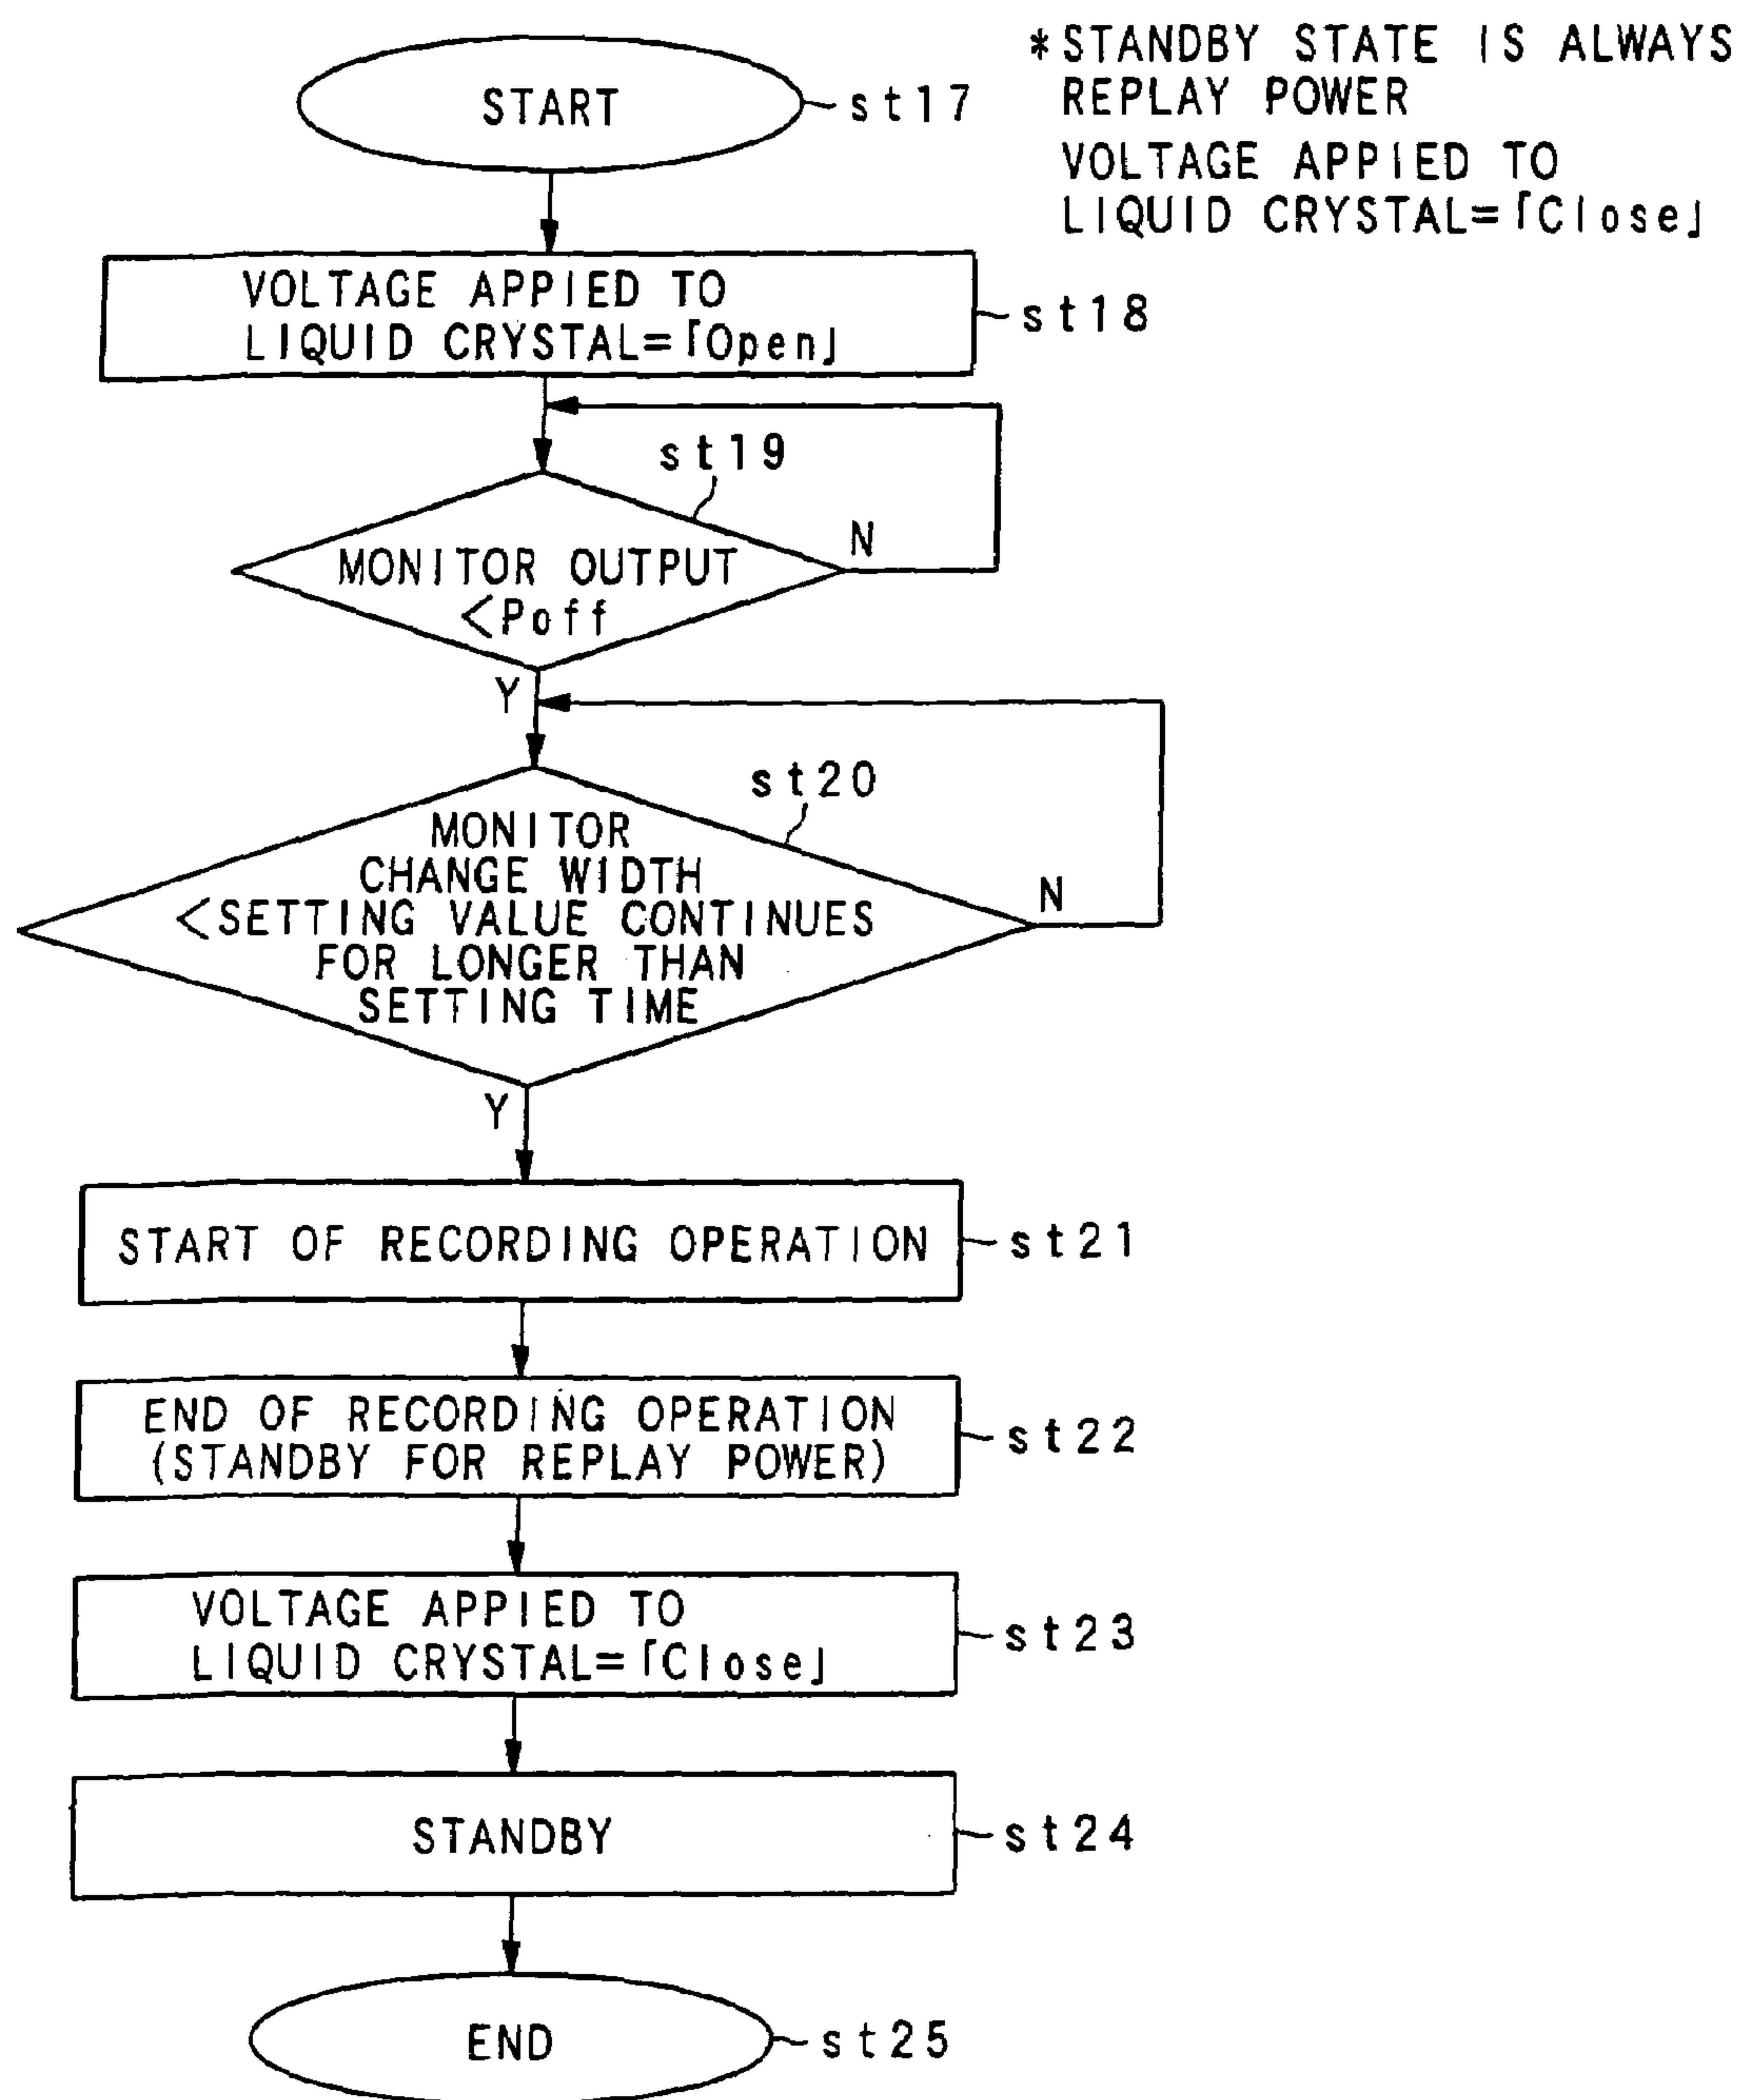 START
st17
*STANDBY STATE IS ALWAYS
REPLAY POWER
VOLTAGE APPIED TO
LIQUID CRYSTAL=「Close」
VOLTAGE APPIED TO
LIQUID CRYSTAL=「Open」
st18
st19
MONITOR OUTPUT
<Poff
N
Y
st20
MONITOR
CHANGE WIDTH
<SETTING VALUE CONTINUES
FOR LONGER THAN
SETTING TIME
N
Y
START OF RECORDING OPERATION
st21
END OF RECORDING OPERATION
(STANDBY FOR REPLAY POWER)
st22
VOLTAGE APPIED TO
LIQUID CRYSTAL=「Close」
st23
STANDBY
st24
END
st25